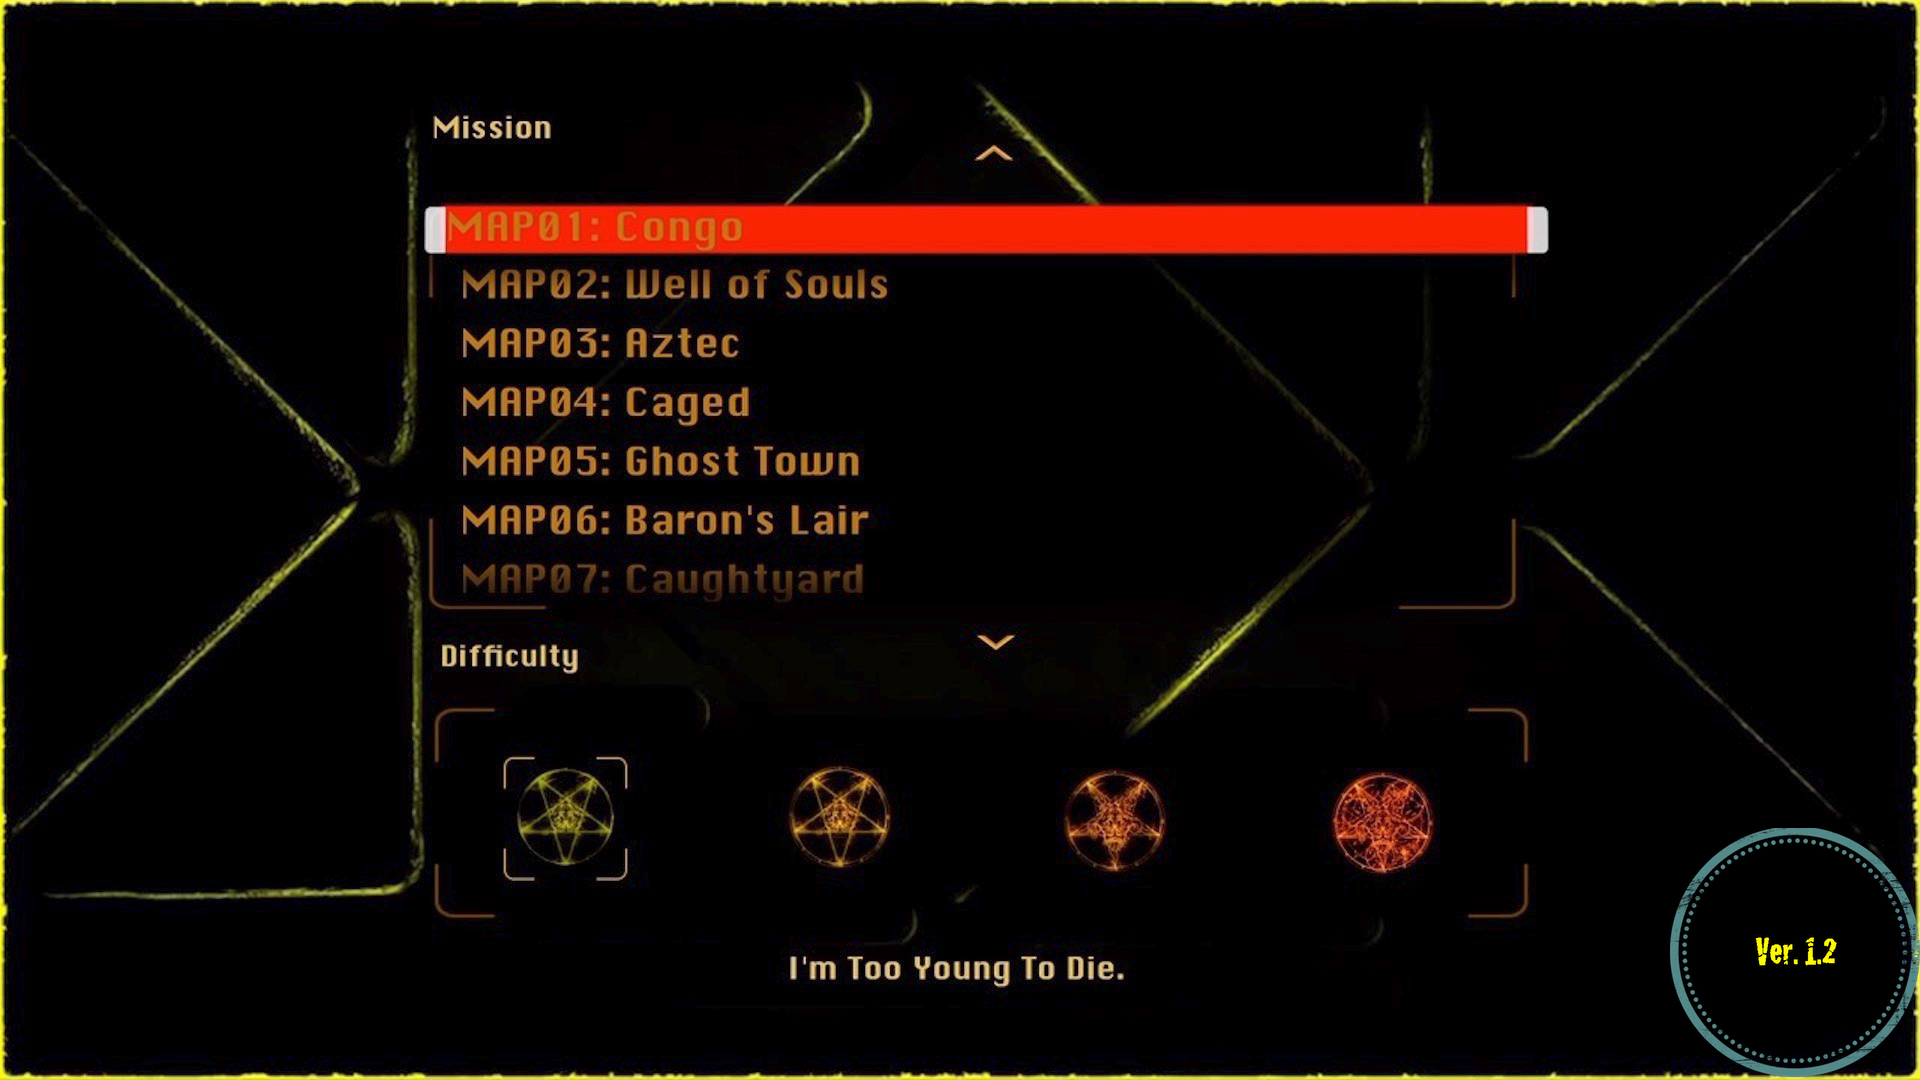 Mission
MAP01: Congo
MAP02: Well of Souls
MAP03: Aztec
MAP04: Caged
MAP05: Ghost Town
MAP06: Baron's Lair
MAP07: Caughtyard
Difficulty
I'm Too Young To Die.
Ver. 1.2